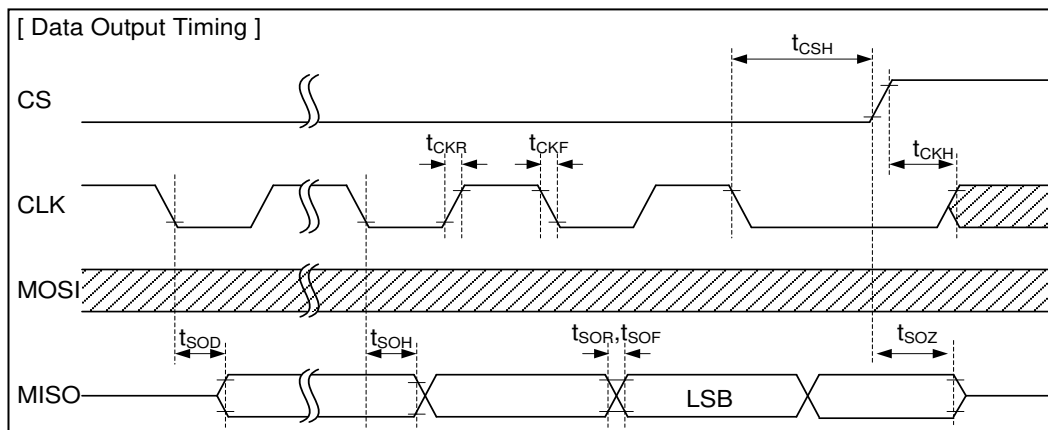 [ Data Output Timing ]
tCSH
CS
tCKR
tCKF
tCKH
CLK
MOSI
tSOD
tSOH
tSOR,tSOF
tSOZ
MISO
LSB